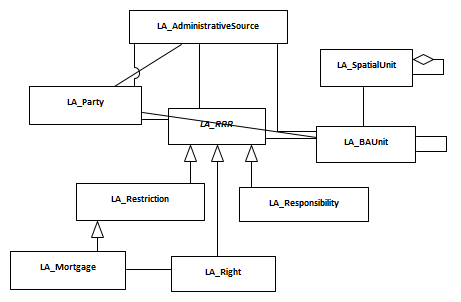 LA_AdministrativeSource
LA_SpatialUnit
LA_Party
LA_RRR
LA_BAUnit
LA_Restriction
LA_Responsibility
LA_Mortgage
LA_Right